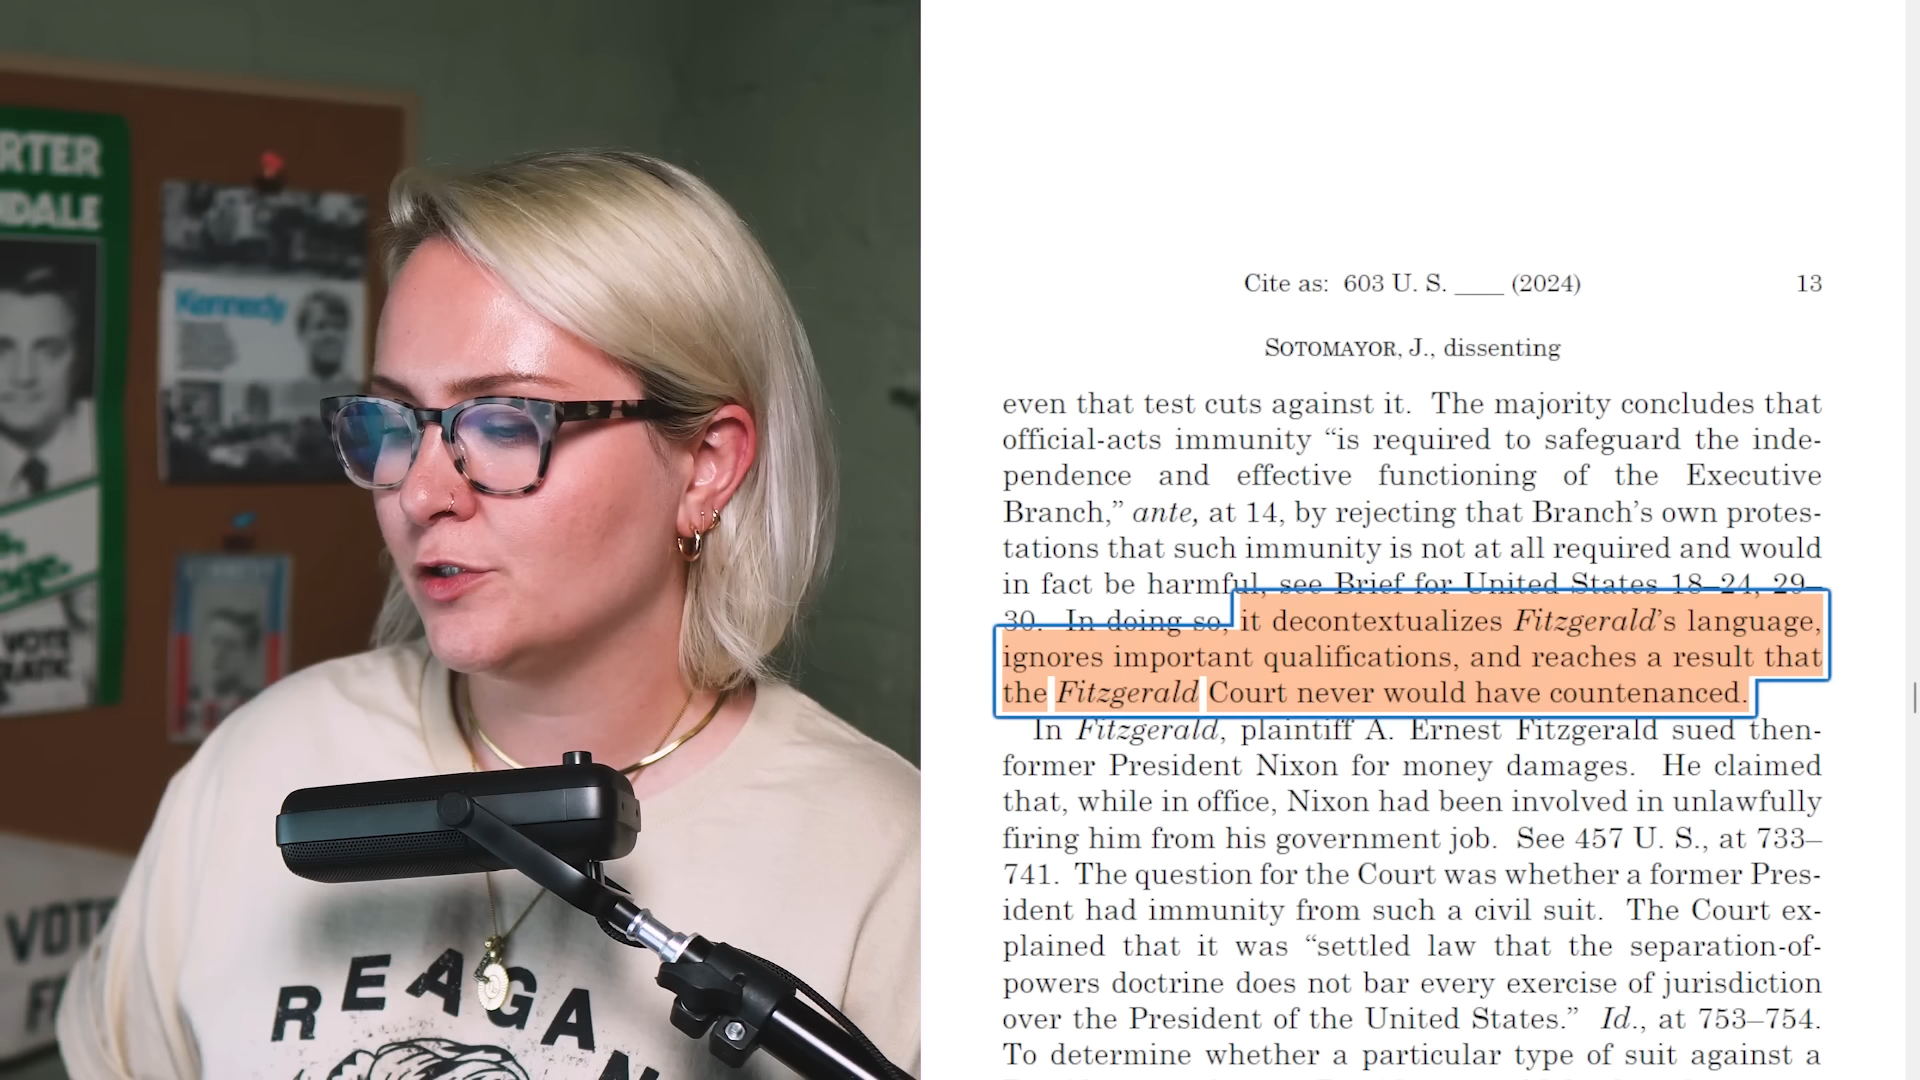 RTER
DALE
Kennedy
VOTE
RATIC
VOTE
REAGAN
Cite as: 603 U. S. ____ (2024) 13
SOTOMAYOR, J., dissenting
even that test cuts against it. The majority concludes that
official-acts immunity “is required to safeguard the inde-
pendence and effective functioning of the Executive
Branch,” ante, at 14, by rejecting that Branch’s own protes-
tations that such immunity is not at all required and would
in fact be harmful, see Brief for United States 18–24, 29–
30. In doing so, it decontextualizes Fitzgerald’s language,
ignores important qualifications, and reaches a result that
the Fitzgerald Court never would have countenanced.
In Fitzgerald, plaintiff A. Ernest Fitzgerald sued then-
former President Nixon for money damages. He claimed
that, while in office, Nixon had been involved in unlawfully
firing him from his government job. See 457 U. S., at 733–
741. The question for the Court was whether a former Pres-
ident had immunity from such a civil suit. The Court ex-
plained that it was “settled law that the separation-of-
powers doctrine does not bar every exercise of jurisdiction
over the President of the United States.” Id., at 753–754.
To determine whether a particular type of suit against a